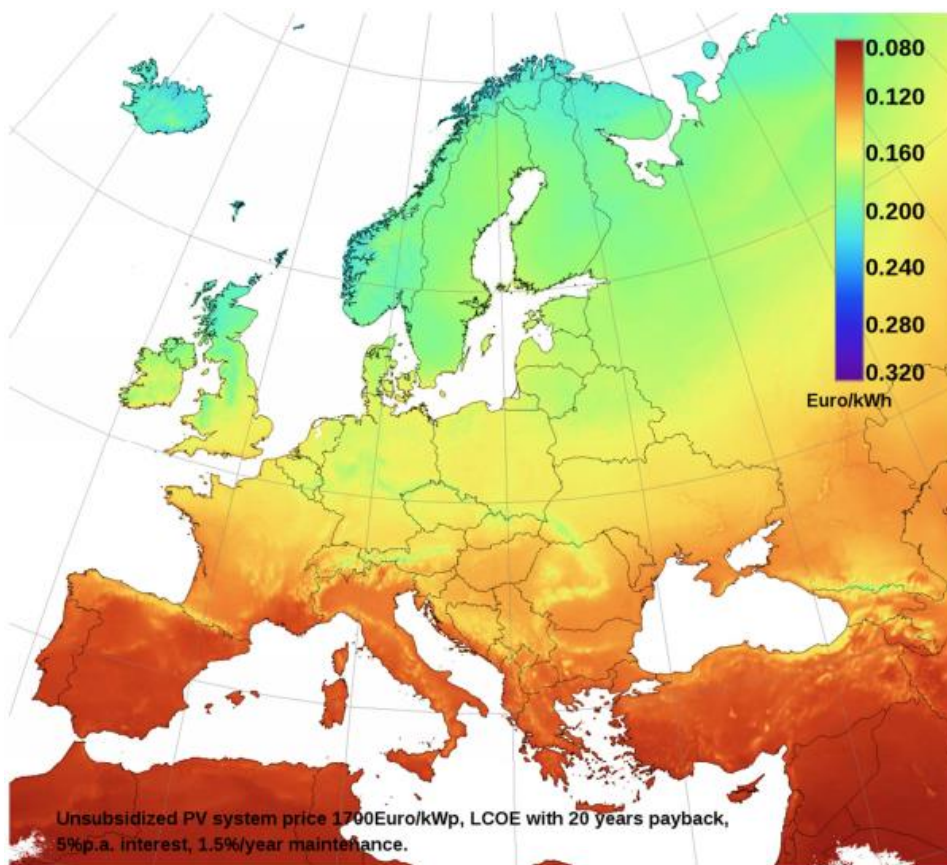 0.080
0.120
0.160
0.200
0.240
0.280
0.320
Euro/kWh
Unsubsidized PV system price 1700Euro/kWp, LCOE with 20 years payback,
5%p.a. interest, 1.5%/year maintenance.